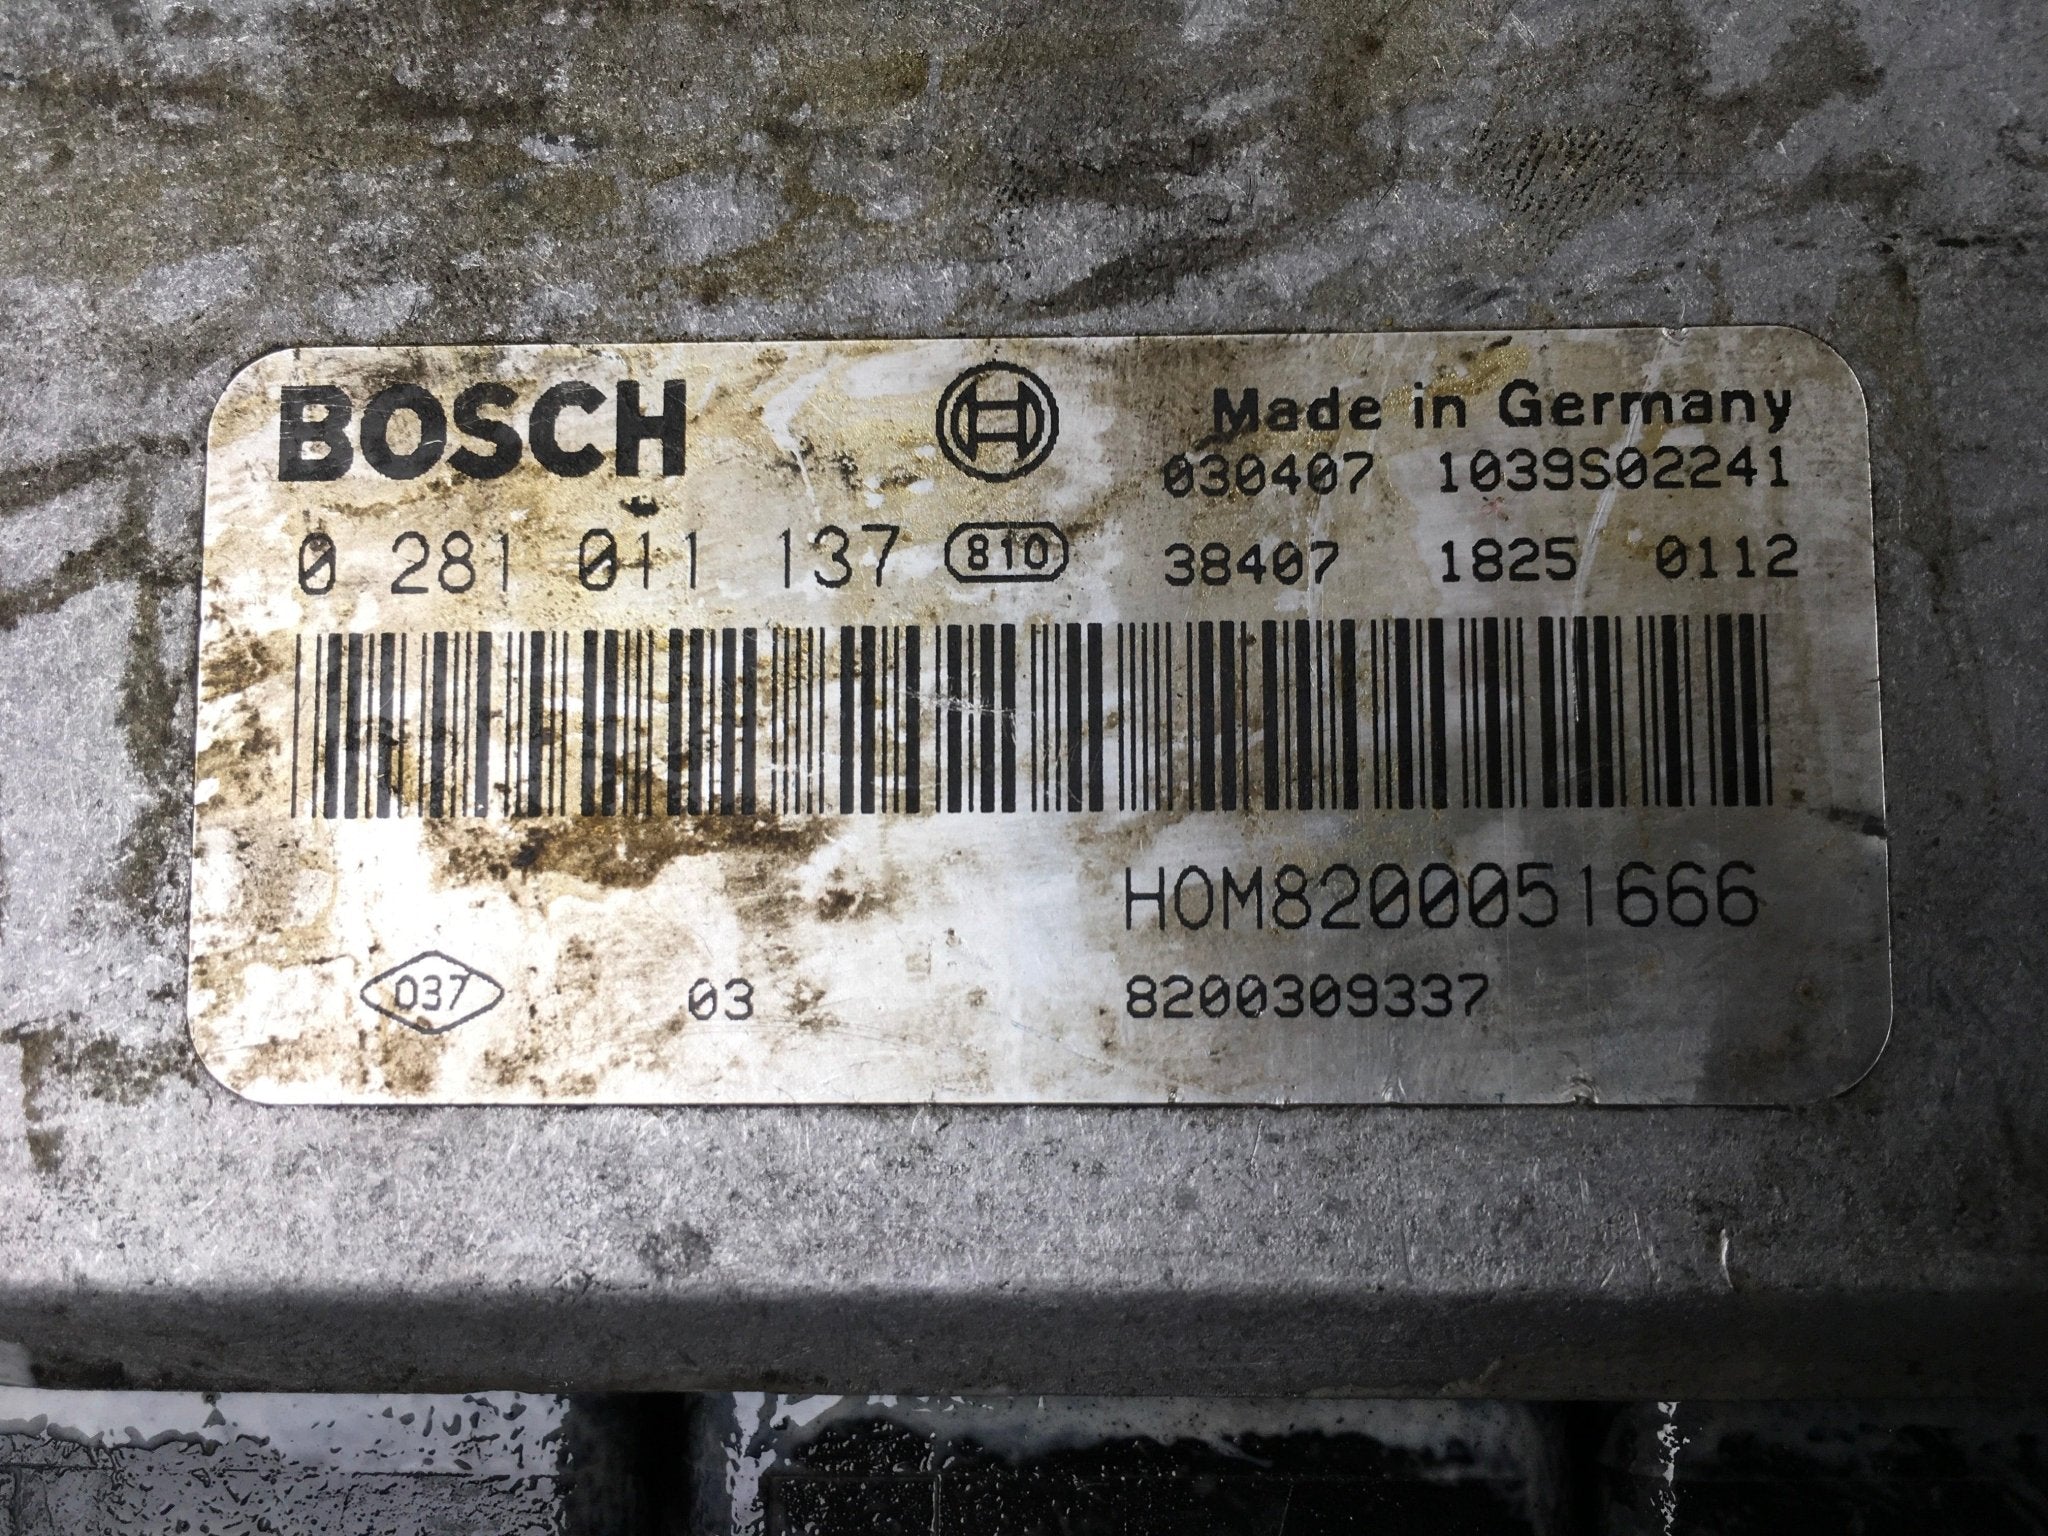 BOSCH
Made in Germany
030407 1039S02241
0 281 011 137 810
38407 1825 0112
HOM8200051666
037 03 8200309337